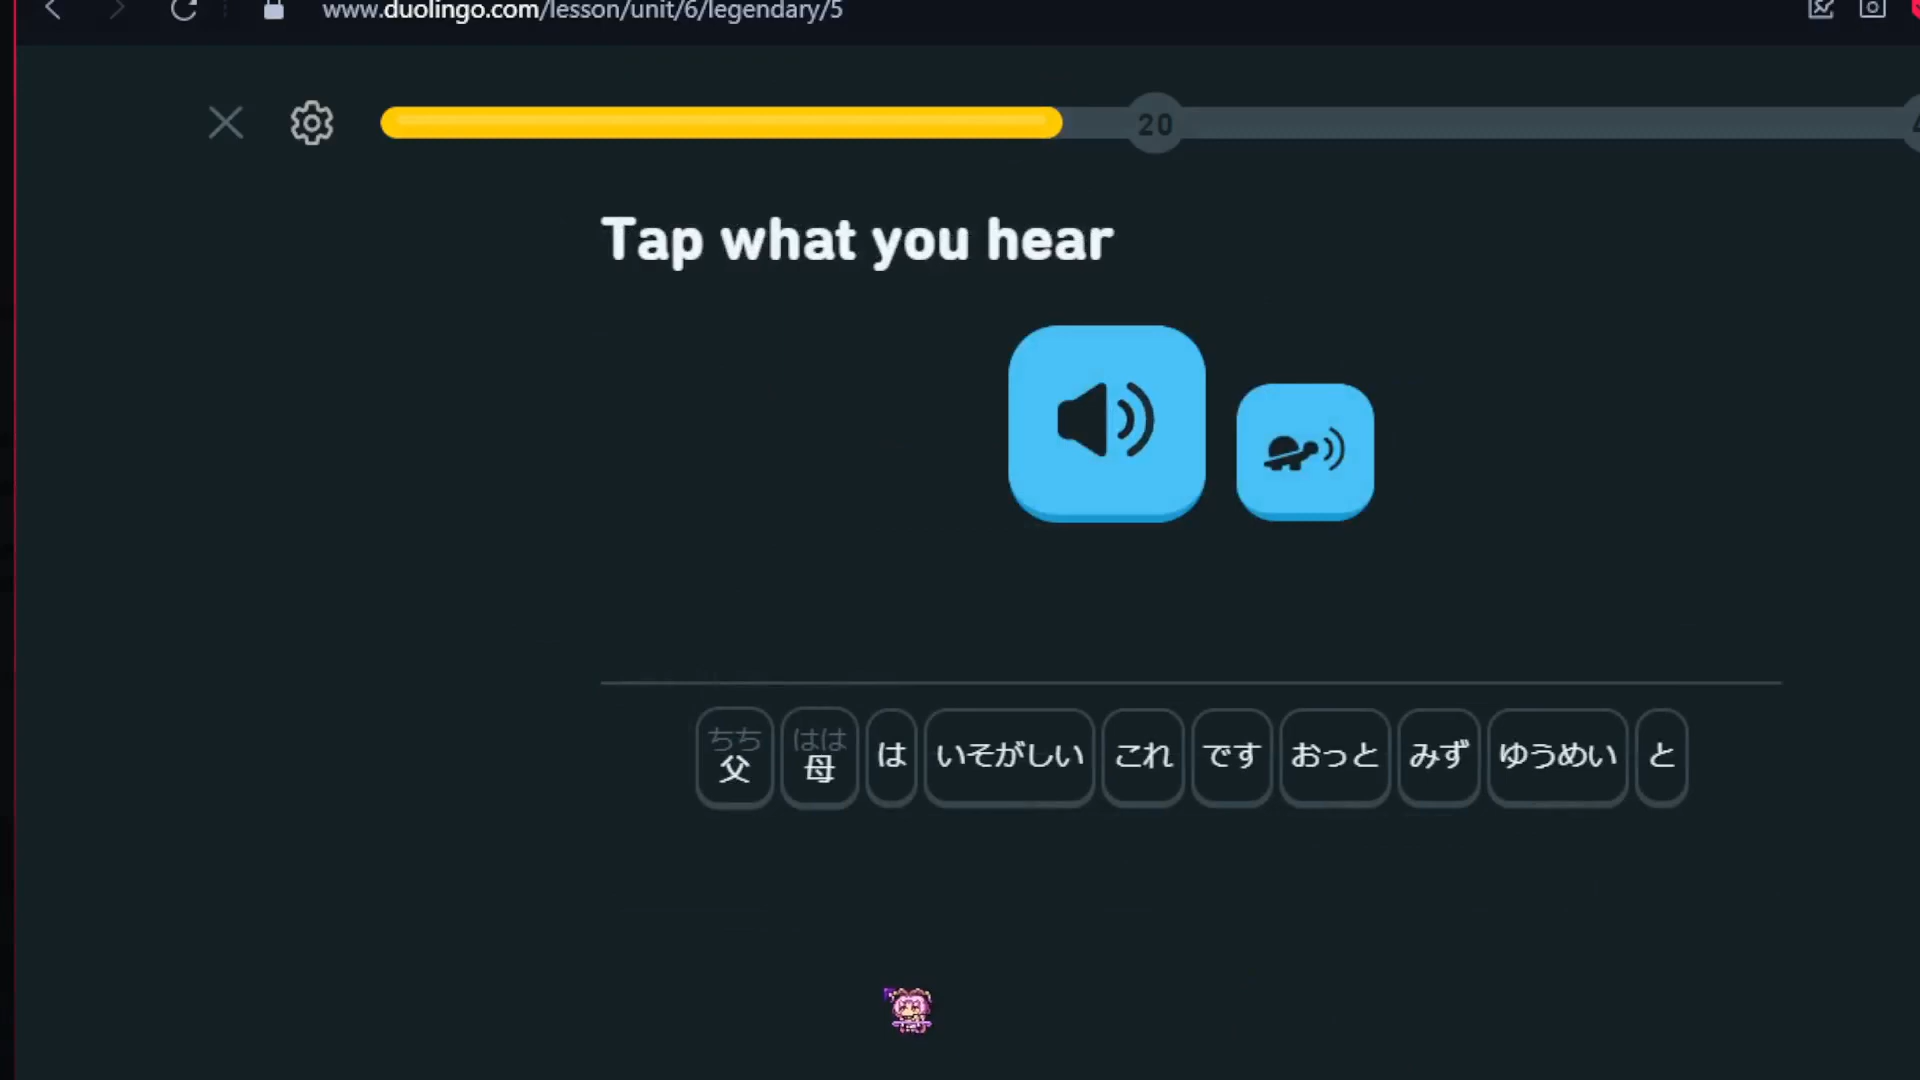 www.duolingo.com/lesson/unit/6/legendary/5
20
Tap what you hear
ちち はは
父 母 は いそがしい これ です おっと みず ゆうめい と